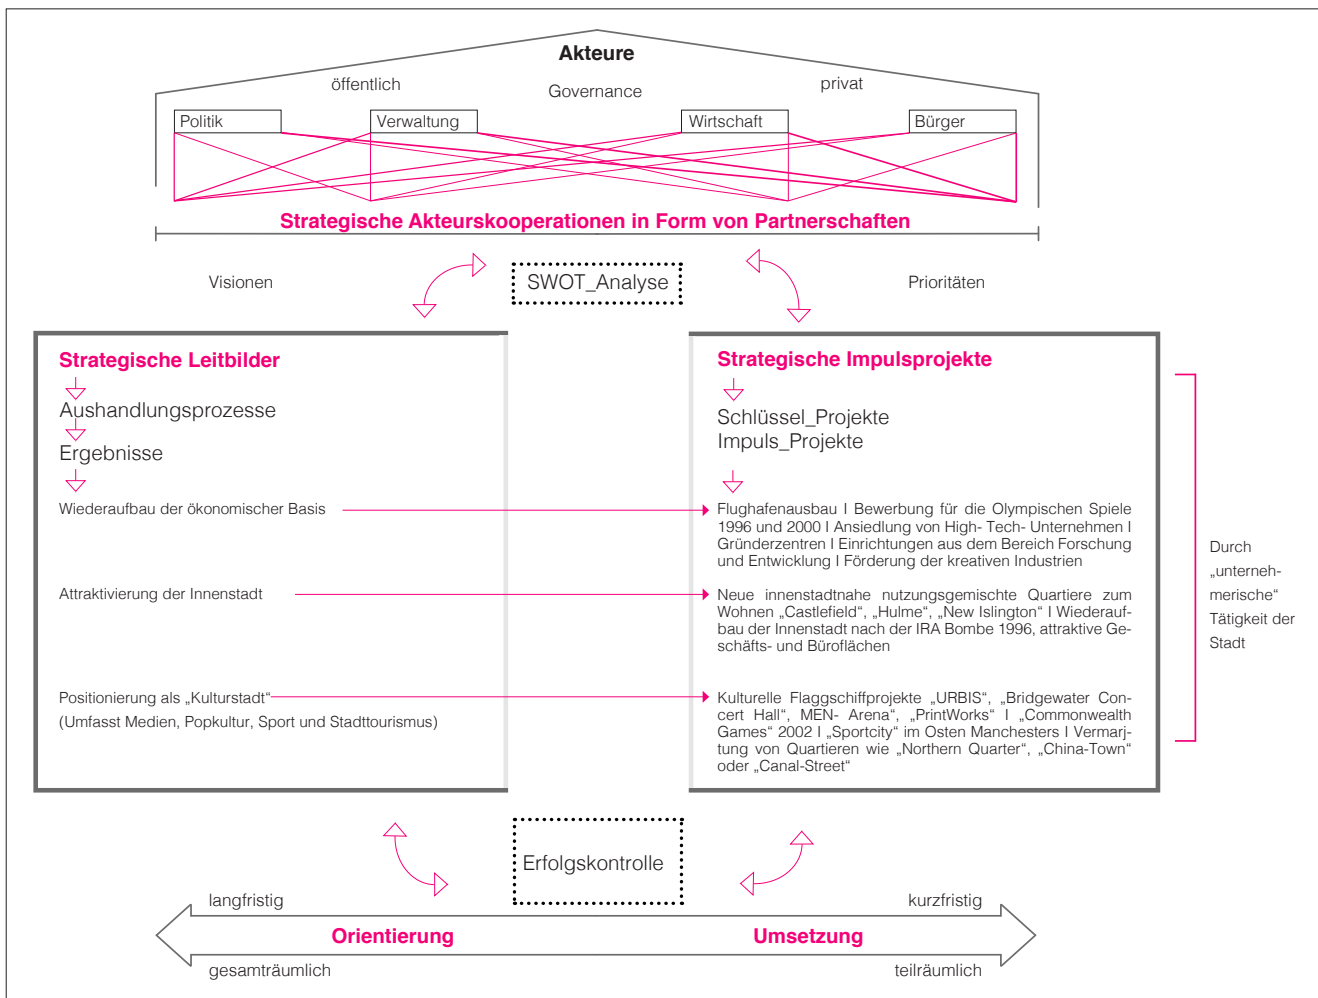 Akteure
öffentlich
Governance
privat
Politik
Verwaltung
Wirtschaft
Bürger
Strategische Akteurskooperationen in Form von Partnerschaften
Visionen
SWOT_Analyse
Prioritäten
Strategische Leitbilder
Aushandlungsprozesse
Ergebnisse
Wiederaufbau der ökonomischer Basis
Attraktivierung der Innenstadt
Positionierung als „Kulturstadt“
(Umfasst Medien, Popkultur, Sport und Stadttourismus)
Strategische Impulsprojekte
Schlüssel_Projekte
Impuls_Projekte
Flughafenausbau I Bewerbung für die Olympischen Spiele
1996 und 2000 I Ansiedlung von High- Tech- Unternehmen I
Gründerzentren I Einrichtungen aus dem Bereich Forschung
und Entwicklung I Förderung der kreativen Industrien
Neue innenstadtnahe nutzungsgemischte Quartiere zum
Wohnen „Castlefield“, „Hulme“, „New Islington“ I Wiederauf-
bau der Innenstadt nach der IRA Bombe 1996, attraktive Ge-
schäfts- und Büroflächen
Kulturelle Flaggschiffprojekte „URBIS“, „Bridgewater Con-
cert Hall“, MEN- Arena“, „PrintWorks“ I „Commonwealth
Games“ 2002 I „Sportcity“ im Osten Manchesters I Vermarj-
tung von Quartieren wie „Northern Quarter“, „China-Town“
oder „Canal-Street“
Durch
„unterneh-
merische“
Tätigkeit der
Stadt
Erfolgskontrolle
langfristig
kurzfristig
Orientierung
Umsetzung
gesamträumlich
teilräumlich